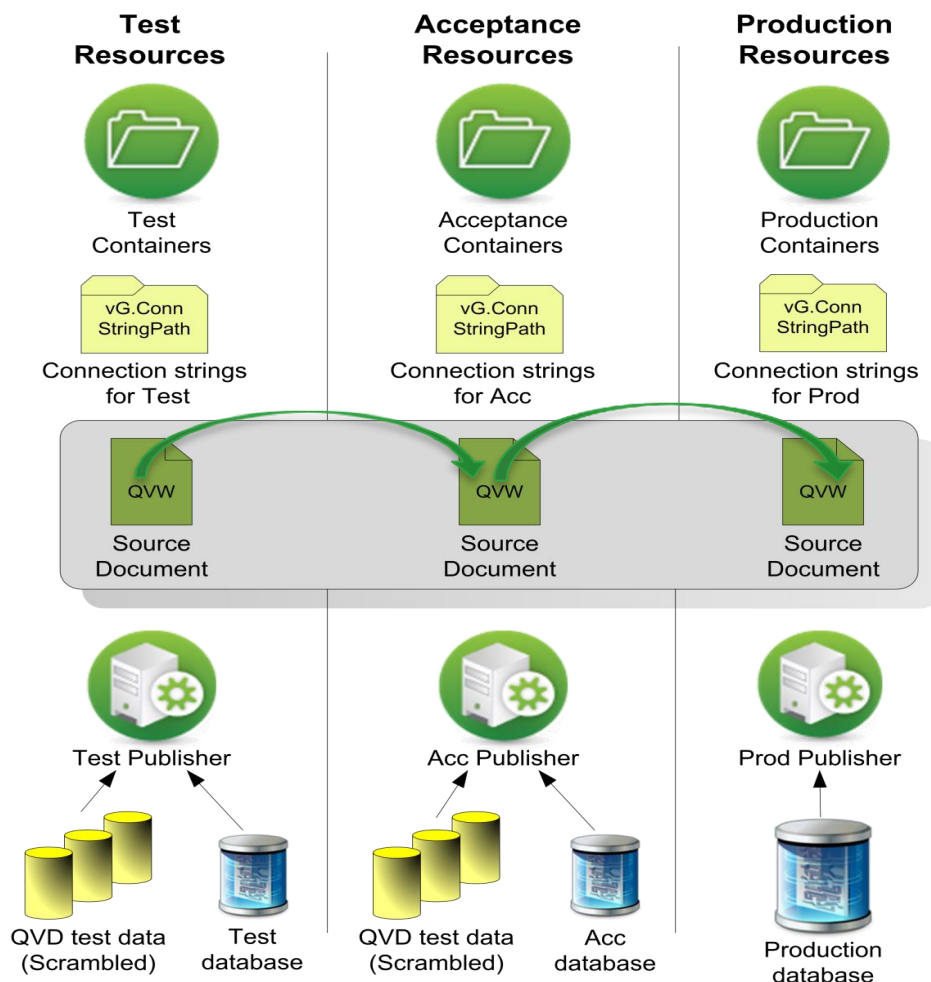 Test
Resources
Acceptance
Resources
Production
Resources
Test
Containers
Acceptance
Containers
Production
Containers
vG.Conn
StringPath
vG.Conn
StringPath
vG.Conn
StringPath
Connection strings
for Test
Connection strings
for Acc
Connection strings
for Prod
QVW
QVW
QVW
Source
Document
Source
Document
Source
Document
Test Publisher
Acc Publisher
Prod Publisher
QVD test data
(Scrambled)
Test
database
QVD test data
(Scrambled)
Acc
database
Production
database